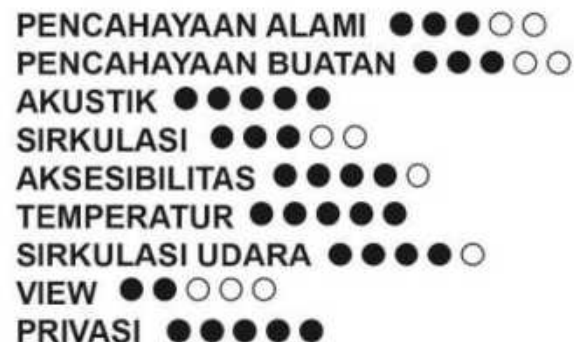 PENCAHAYAAN ALAMI ●●●○○
PENCAHAYAAN BUATAN ●●●○○
AKUSTIK ●●●●●
SIRKULASI ●●●○○
AKSESIBILITAS ●●●●○
TEMPERATUR ●●●●●
SIRKULASI UDARA ●●●●○
VIEW ●●○○○
PRIVASI ●●●●●